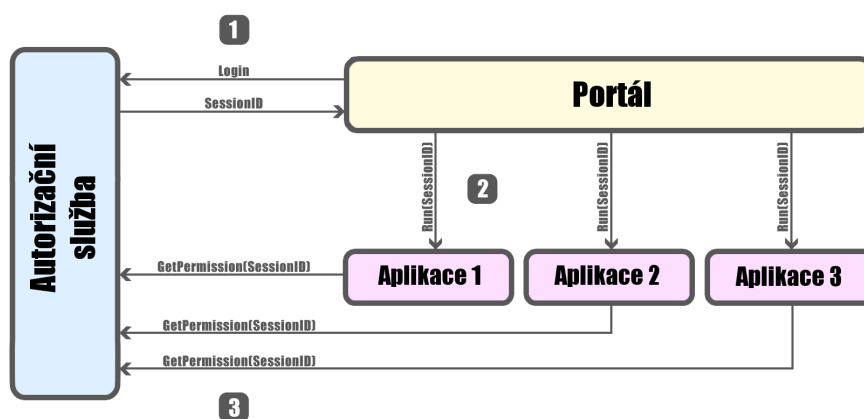 1
Login
SessionID
Portál
Autorizační
služba
Run(SessionID)
Run(SessionID)
Run(SessionID)
2
Aplikace 1
Aplikace 2
Aplikace 3
GetPermission(SessionID)
GetPermission(SessionID)
GetPermission(SessionID)
3